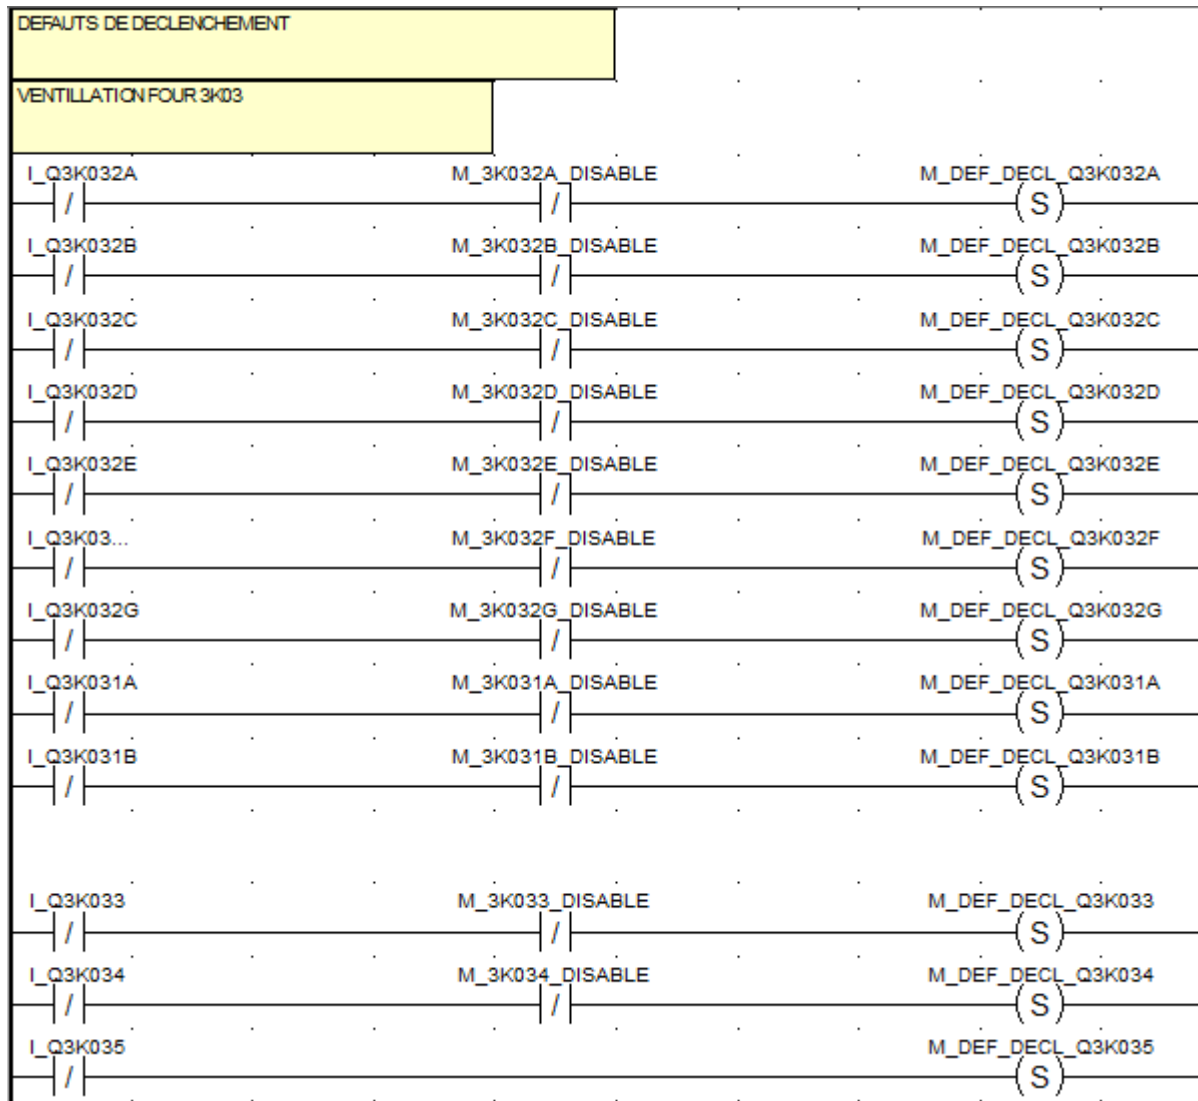 DEFAUTS DE DECLENCHEMENT
VENTILLATION FOUR 3K03
I_Q3K032A M_3K032A_DISABLE M_DEF_DECL_Q3K032A
/ / S
I_Q3K032B M_3K032B_DISABLE M_DEF_DECL_Q3K032B
/ / S
I_Q3K032C M_3K032C_DISABLE M_DEF_DECL_Q3K032C
/ / S
I_Q3K032D M_3K032D_DISABLE M_DEF_DECL_Q3K032D
/ / S
I_Q3K032E M_3K032E_DISABLE M_DEF_DECL_Q3K032E
/ / S
I_Q3K03... M_3K032F_DISABLE M_DEF_DECL_Q3K032F
/ / S
I_Q3K032G M_3K032G_DISABLE M_DEF_DECL_Q3K032G
/ / S
I_Q3K031A M_3K031A_DISABLE M_DEF_DECL_Q3K031A
/ / S
I_Q3K031B M_3K031B_DISABLE M_DEF_DECL_Q3K031B
/ / S
I_Q3K033 M_3K033_DISABLE M_DEF_DECL_Q3K033
/ / S
I_Q3K034 M_3K034_DISABLE M_DEF_DECL_Q3K034
/ / S
I_Q3K035 M_DEF_DECL_Q3K035
/ S